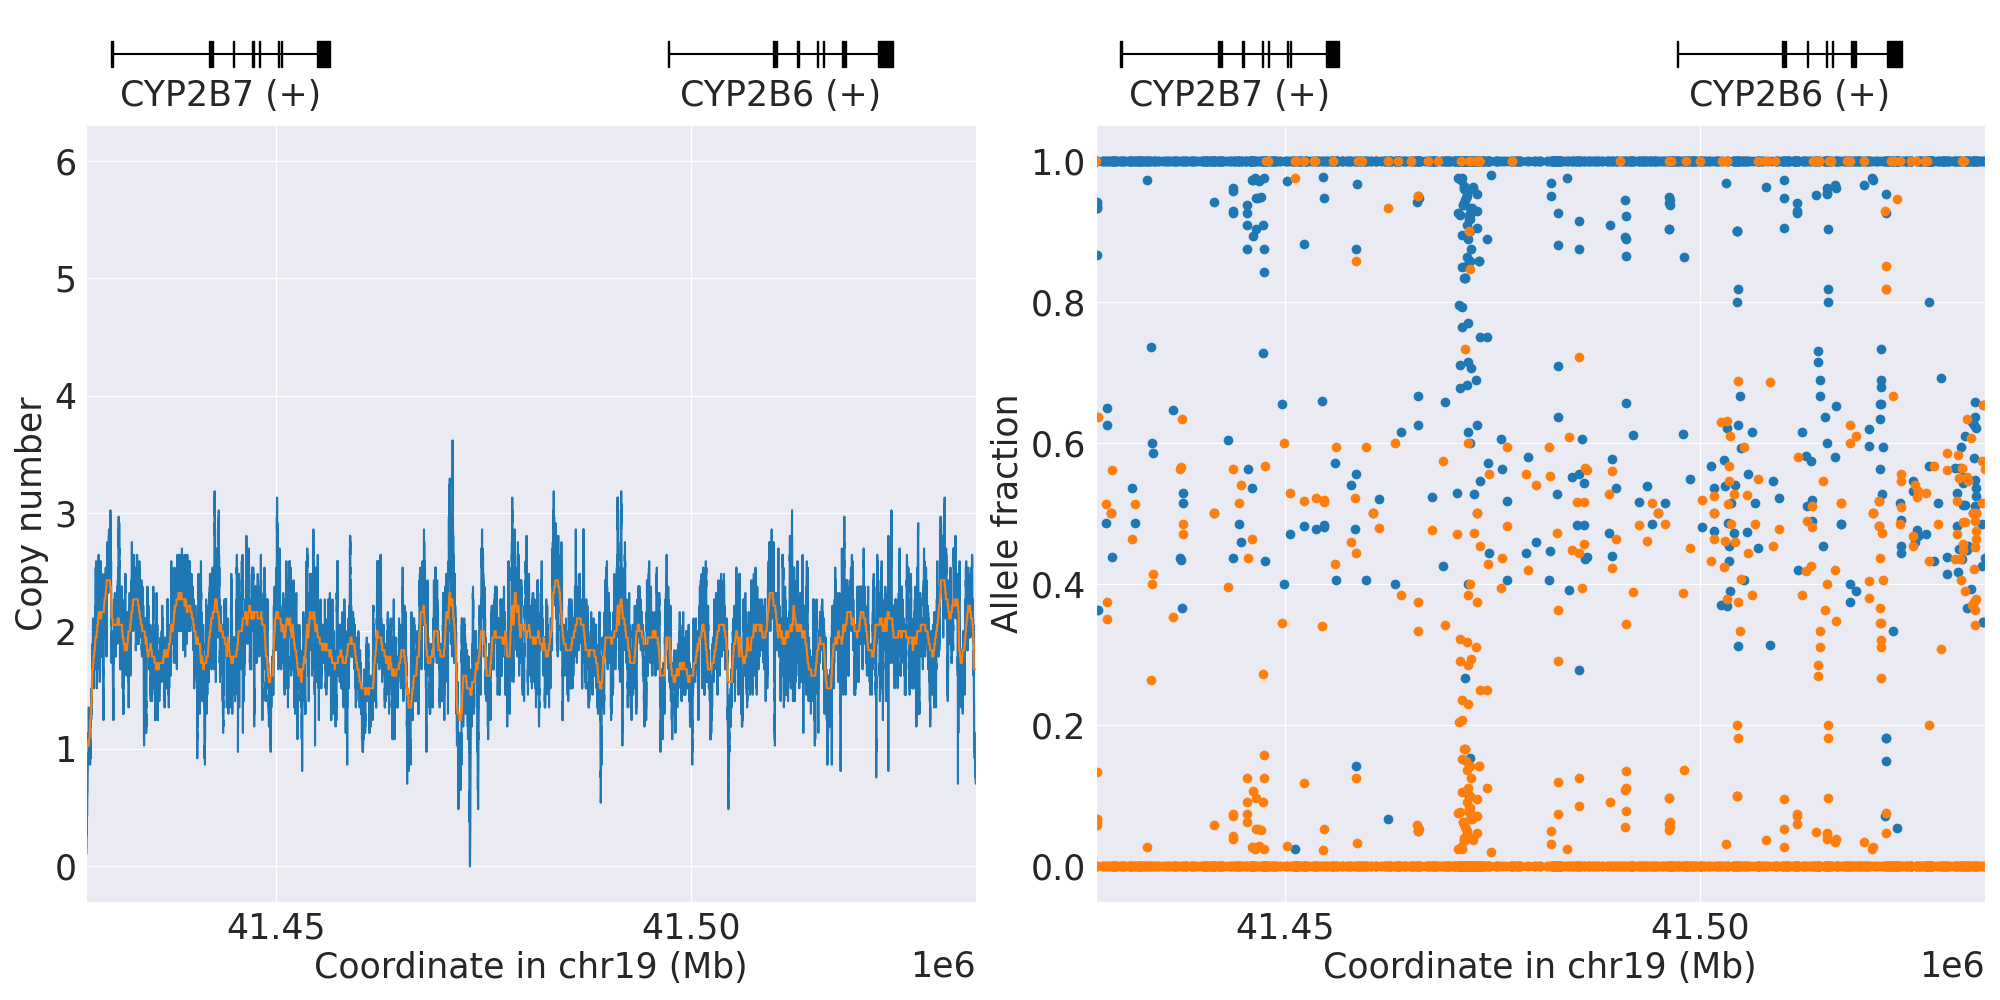 CYP2B7 (+)
CYP2B6 (+)
CYP2B7 (+)
CYP2B6 (+)
Copy number
6
5
4
3
2
1
0
41.45
41.50
Coordinate in chr19 (Mb)
1e6
Allele fraction
1.0
0.8
0.6
0.4
0.2
0.0
41.45
41.50
Coordinate in chr19 (Mb)
1e6